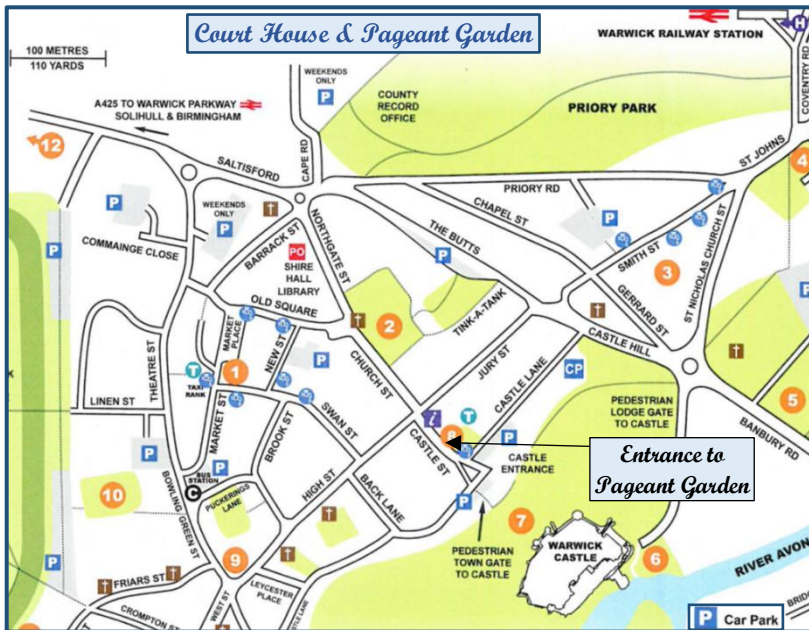 Court House & Pageant Garden
100 METRES
110 YARDS
WEEKENDS
ONLY
P
WARWICK RAILWAY STATION
H
COVENTRY RD
A425 TO WARWICK PARKWAY
SOLIHULL & BIRMINGHAM
COUNTY
RECORD
OFFICE
PRIORY PARK
12
SALTISFORD
CAPE RD
ST JOHNS
4
PRIORY RD
CHAPEL ST
P
WEEKENDS
ONLY
P
P
P
COMMAINGE CLOSE
BARRACK ST
NORTHGATE ST
THE BUTTS
P
SMITH ST
3
ST NICHOLAS CHURCH ST
GERRARD ST
P
PO
SHIRE
HALL
LIBRARY
OLD SQUARE
2
TINK-A-TANK
CASTLE HILL
THEATRE ST
MARKET
PLACE
NEW ST
P
CHURCH ST
JURY ST
CASTLE LANE
CP
T
TAXI
RANK
1
LINEN ST
MARKET ST
BROOK ST
SWAN ST
i
T
8
CASTLE ST
P
CASTLE
ENTRANCE
PEDESTRIAN
LODGE GATE
TO CASTLE
5
BANBURY RD
P
P
BUS
STATION
C
HIGH ST
BACK LANE
P
Entrance to
Pageant Garden
10
BOWLING GREEN ST
PUCKERINGS
LANE
7
PEDESTRIAN
TOWN GATE
TO CASTLE
WARWICK
CASTLE
6
RIVER AVON
9
P
FRIARS ST
LEYCESTER
PLACE
WEST ST
CROMPTON ST
P Car Park